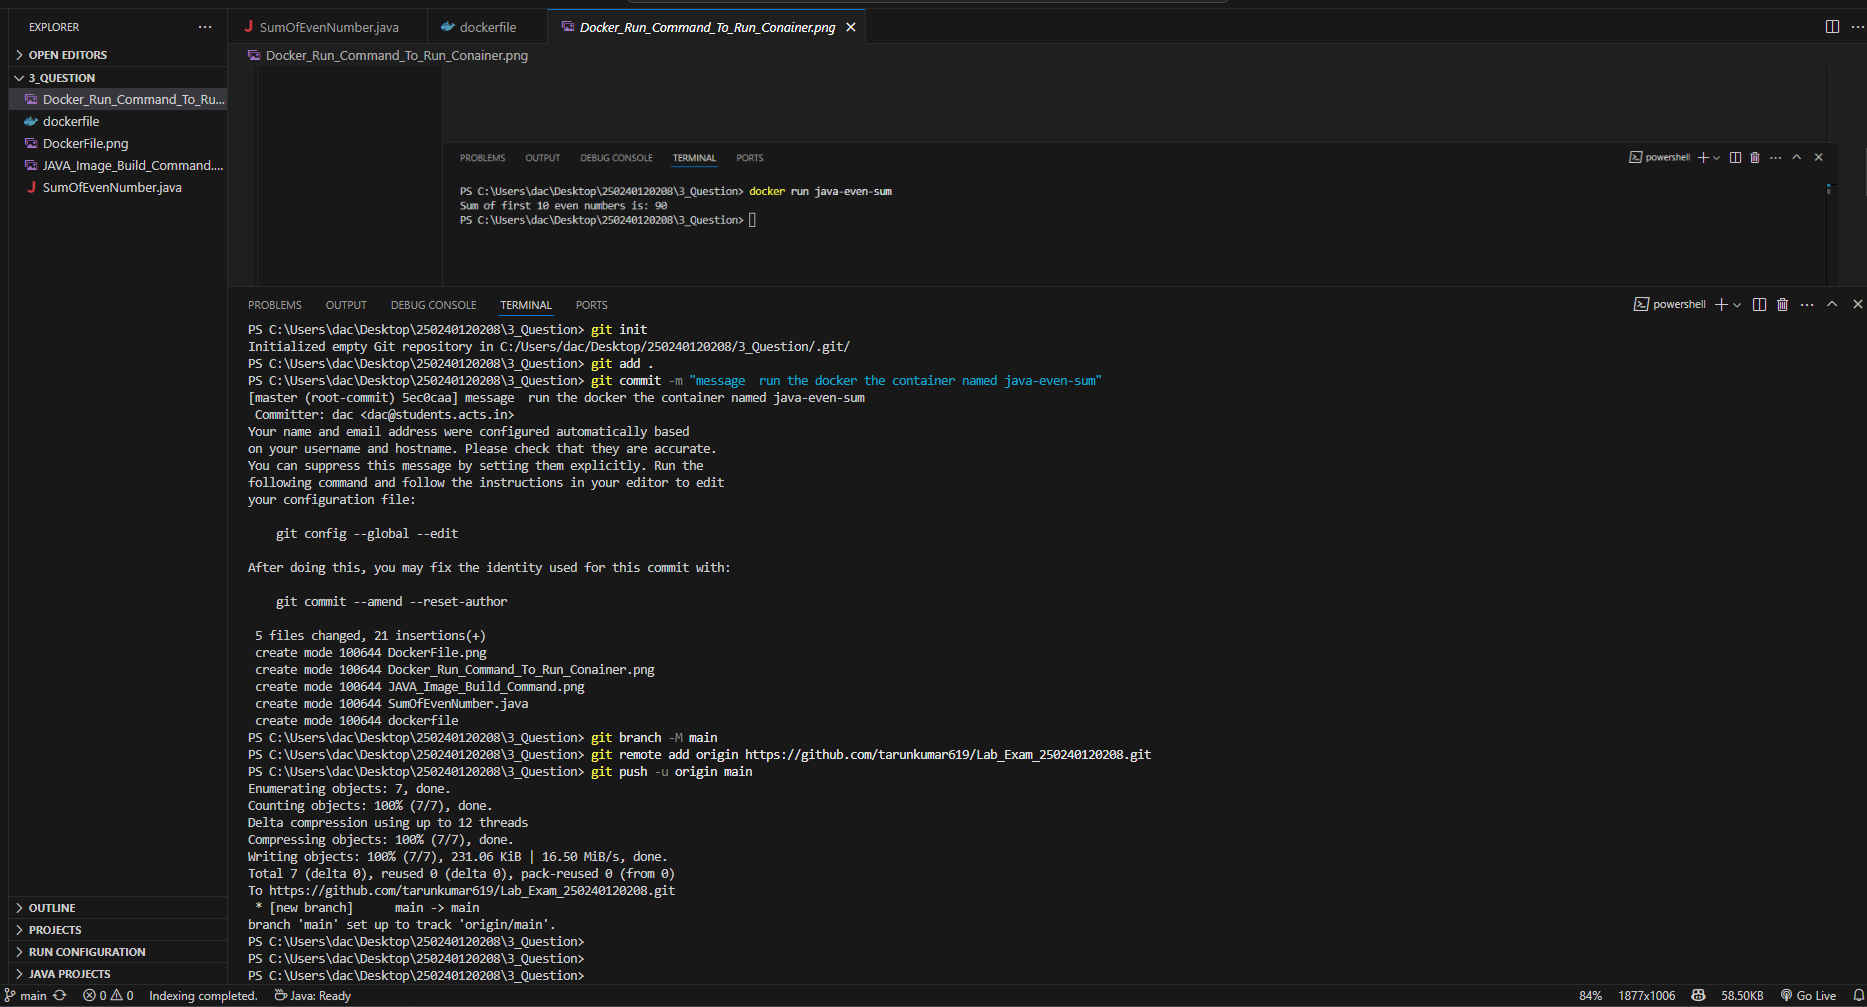 EXPLORER
OPEN EDITORS
3_QUESTION
Docker_Run_Command_To_Ru...
dockerfile
DockerFile.png
JAVA_Image_Build_Command....
SumOfEvenNumber.java
OUTLINE
PROJECTS
RUN CONFIGURATION
JAVA PROJECTS
SumOfEvenNumber.java
dockerfile
Docker_Run_Command_To_Run_Conainer.png
Docker_Run_Command_To_Run_Conainer.png
PROBLEMS OUTPUT DEBUG CONSOLE TERMINAL PORTS
powershell
PS C:\Users\dac\Desktop\250240120208\3_Question> docker run java-even-sum
Sum of first 10 even numbers is: 90
PS C:\Users\dac\Desktop\250240120208\3_Question>
PROBLEMS OUTPUT DEBUG CONSOLE TERMINAL PORTS
powershell
PS C:\Users\dac\Desktop\250240120208\3_Question> git init
Initialized empty Git repository in C:/Users/dac/Desktop/250240120208/3_Question/.git/
PS C:\Users\dac\Desktop\250240120208\3_Question> git add .
PS C:\Users\dac\Desktop\250240120208\3_Question> git commit -m "message  run the docker the container named java-even-sum"
[master (root-commit) 5ec0caa] message  run the docker the container named java-even-sum
 Committer: dac <dac@students.acts.in>
Your name and email address were configured automatically based
on your username and hostname. Please check that they are accurate.
You can suppress this message by setting them explicitly. Run the
following command and follow the instructions in your editor to edit
your configuration file:
git config --global --edit
After doing this, you may fix the identity used for this commit with:
git commit --amend --reset-author
5 files changed, 21 insertions(+)
create mode 100644 DockerFile.png
create mode 100644 Docker_Run_Command_To_Run_Conainer.png
create mode 100644 JAVA_Image_Build_Command.png
create mode 100644 SumOfEvenNumber.java
create mode 100644 dockerfile
PS C:\Users\dac\Desktop\250240120208\3_Question> git branch -M main
PS C:\Users\dac\Desktop\250240120208\3_Question> git remote add origin https://github.com/tarunkumar619/Lab_Exam_250240120208.git
PS C:\Users\dac\Desktop\250240120208\3_Question> git push -u origin main
Enumerating objects: 7, done.
Counting objects: 100% (7/7), done.
Delta compression using up to 12 threads
Compressing objects: 100% (7/7), done.
Writing objects: 100% (7/7), 231.06 KiB | 16.50 MiB/s, done.
Total 7 (delta 0), reused 0 (delta 0), pack-reused 0 (from 0)
To https://github.com/tarunkumar619/Lab_Exam_250240120208.git
 * [new branch]      main -> main
branch 'main' set up to track 'origin/main'.
PS C:\Users\dac\Desktop\250240120208\3_Question>
PS C:\Users\dac\Desktop\250240120208\3_Question>
PS C:\Users\dac\Desktop\250240120208\3_Question>
main 0 0 Indexing completed. Java: Ready 84% 1877x1006 58.50KB Go Live